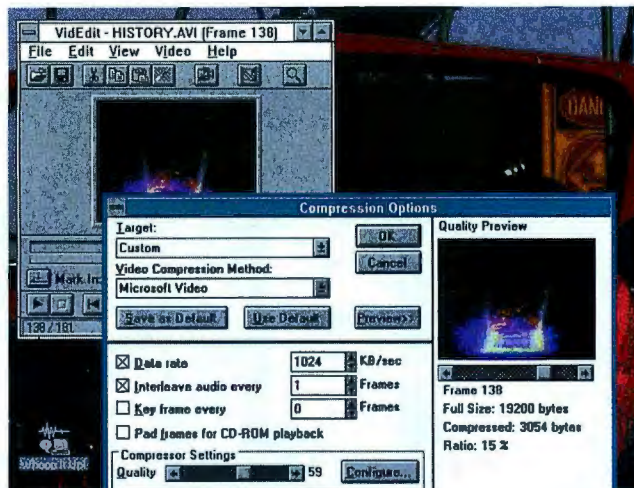 VidEdit - HISTORY.AVI (Frame 138)
File Edit View Video Help
Compression Options
Target:
Custom
OK
Cancel
Video Compression Method:
Microsoft Video
Save as Default
Use Default
Preview>>
Mark In
138 / 181
Data rate 1024 KB/sec
Interleave audio every 1 Frames
Key frame every 0 Frames
Pad frames for CD-ROM playback
Compressor Settings
Quality 59 Configure...
Quality Preview
Frame 138
Full Size: 19200 bytes
Compressed: 3054 bytes
Ratio: 15 %